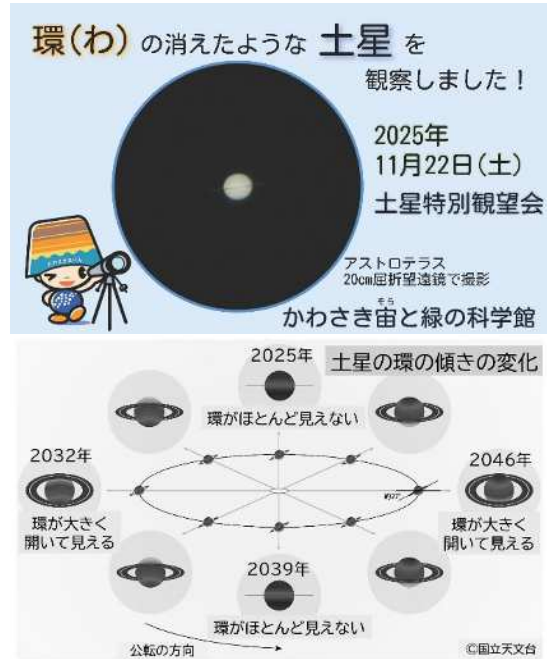 環(わ)の消えたような 土星を
観察しました!
2025年
11月22日(土)
土星特別観望会
アストロテラス
20cm屈折望遠鏡で撮影
そら
かわさき宙と緑の科学館
土星の環の傾きの変化
2025年
環がほとんど見えない
2032年
環が大きく
開いて見える
2046年
環が大きく
開いて見える
2039年
環がほとんど見えない
公転の方向
©国立天文台